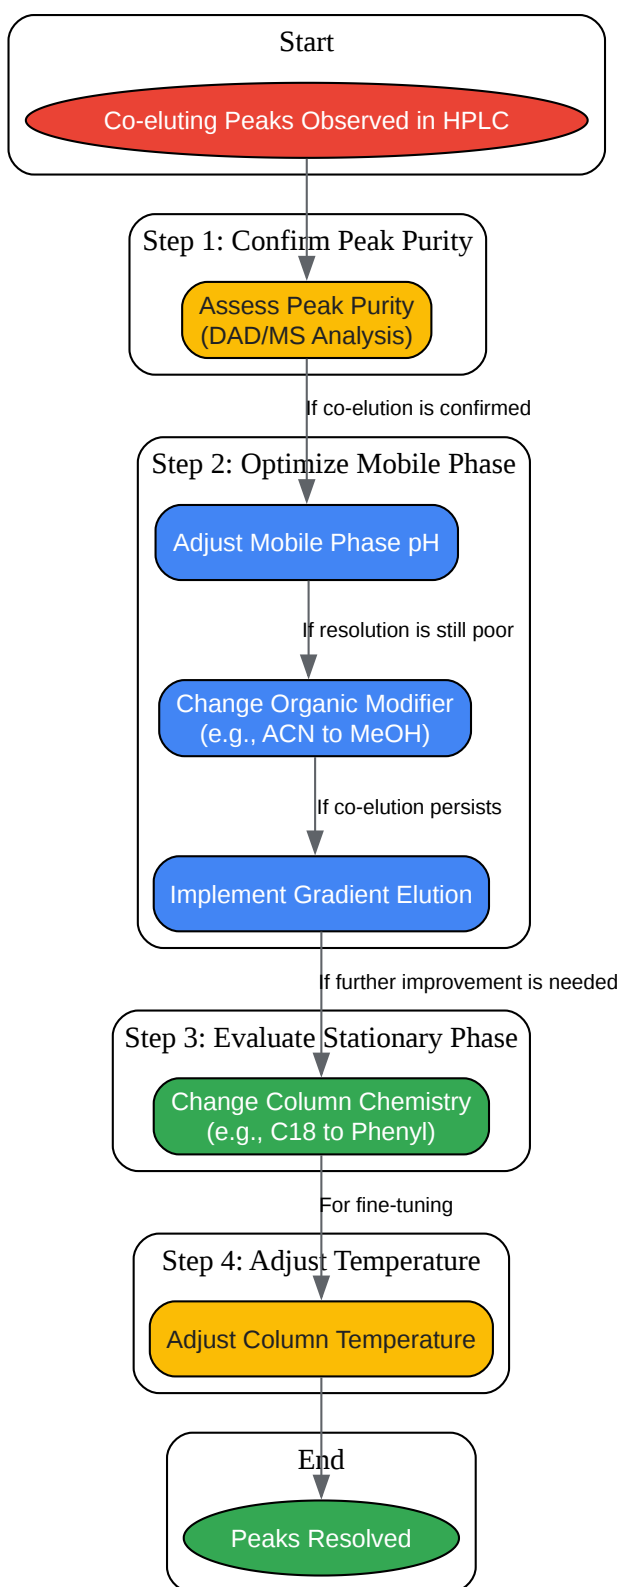 Start
Co-eluting Peaks Observed in HPLC
Step 1: Confirm Peak Purity
Assess Peak Purity
(DAD/MS Analysis)
If co-elution is confirmed
Step 2: Optimize Mobile Phase
Adjust Mobile Phase pH
If resolution is still poor
Change Organic Modifier
(e.g., ACN to MeOH)
If co-elution persists
Implement Gradient Elution
If further improvement is needed
Step 3: Evaluate Stationary Phase
Change Column Chemistry
(e.g., C18 to Phenyl)
For fine-tuning
Step 4: Adjust Temperature
Adjust Column Temperature
End
Peaks Resolved